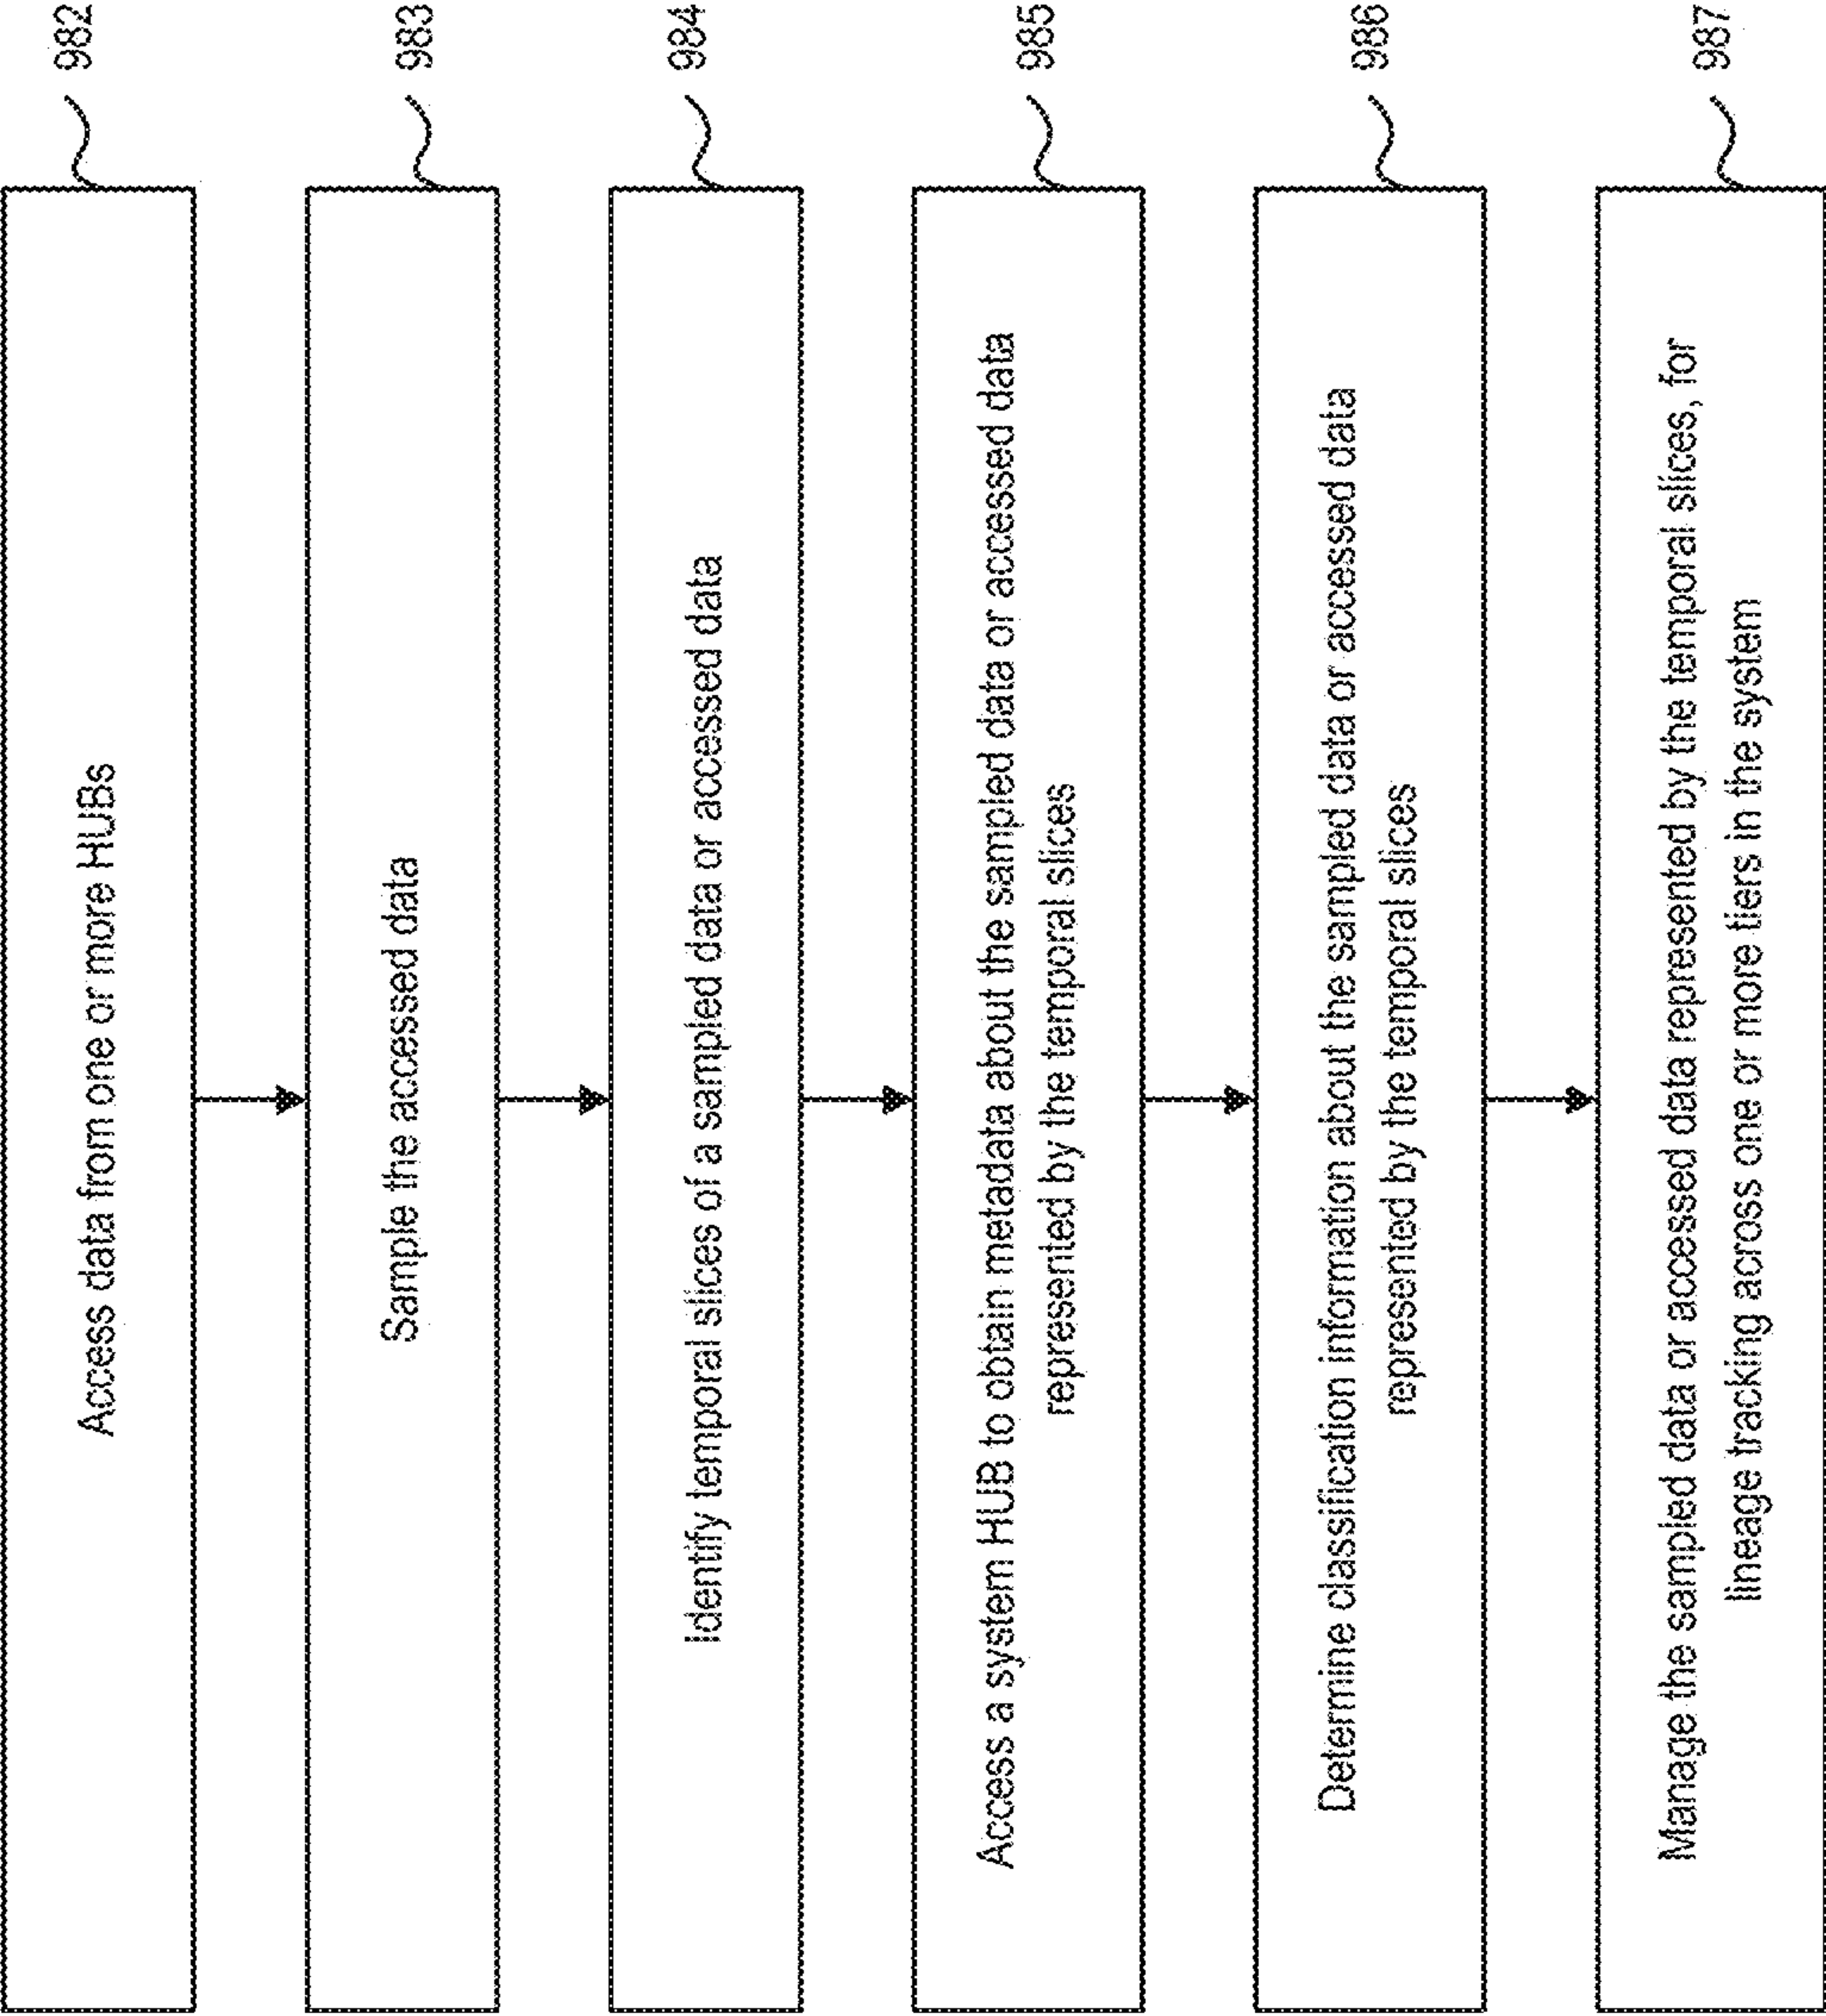 Access data from one or more HUBs
982
Sample the accessed data
983
Identify temporal slices of a sampled data or accessed data
984
Access a system HUB to obtain metadata about the sampled data or accessed data
represented by the temporal slices
985
Determine classification information about the sampled data or accessed data
represented by the temporal slices
986
Manage the sampled data or accessed data represented by the temporal slices, for
lineage tracking across one or more tiers in the system
987